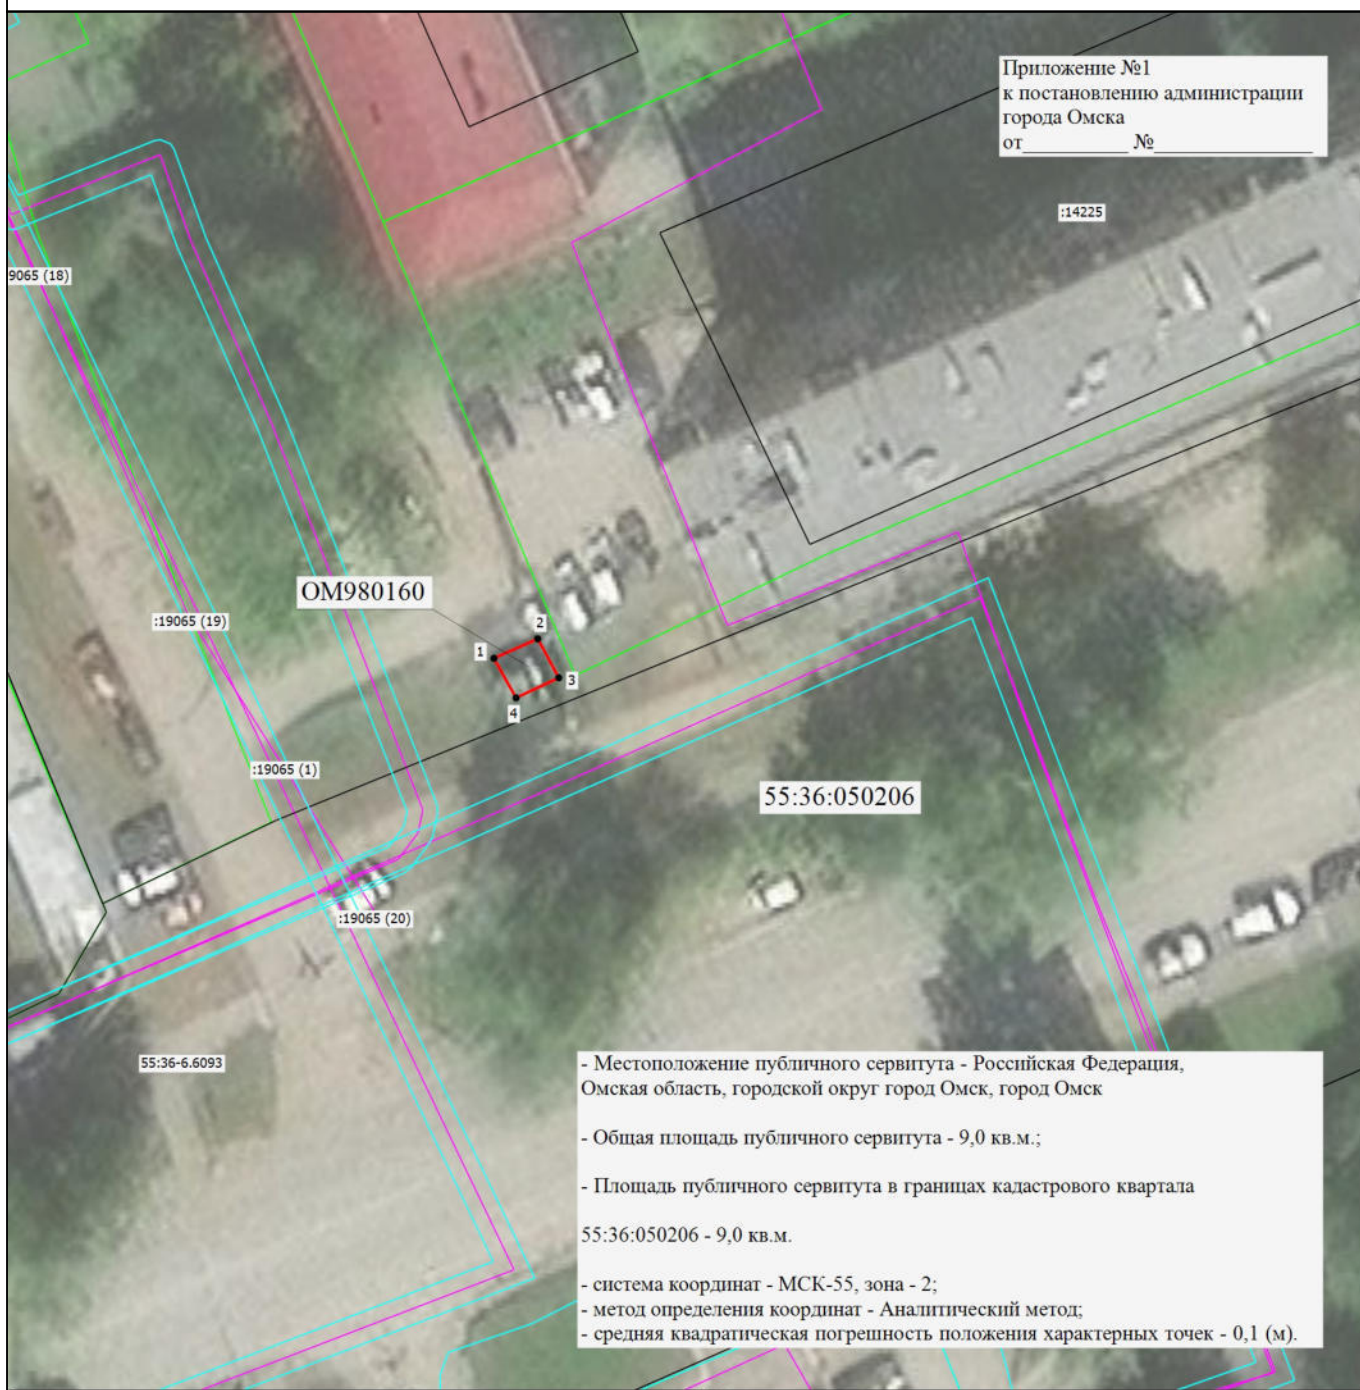 Приложение №1
к постановлению администрации
города Омска
от__________ №_______________
:14225
9065 (18)
ОМ980160
:19065 (19)
2
1
3
4
:19065 (1)
55:36:050206
:19065 (20)
55:36-6.6093
- Местоположение публичного сервитута - Российская Федерация,
Омская область, городской округ город Омск, город Омск
- Общая площадь публичного сервитута - 9,0 кв.м.;
- Площадь публичного сервитута в границах кадастрового квартала
55:36:050206 - 9,0 кв.м.
- система координат - МСК-55, зона - 2;
- метод определения координат - Аналитический метод;
- средняя квадратическая погрешность положения характерных точек - 0,1 (м).